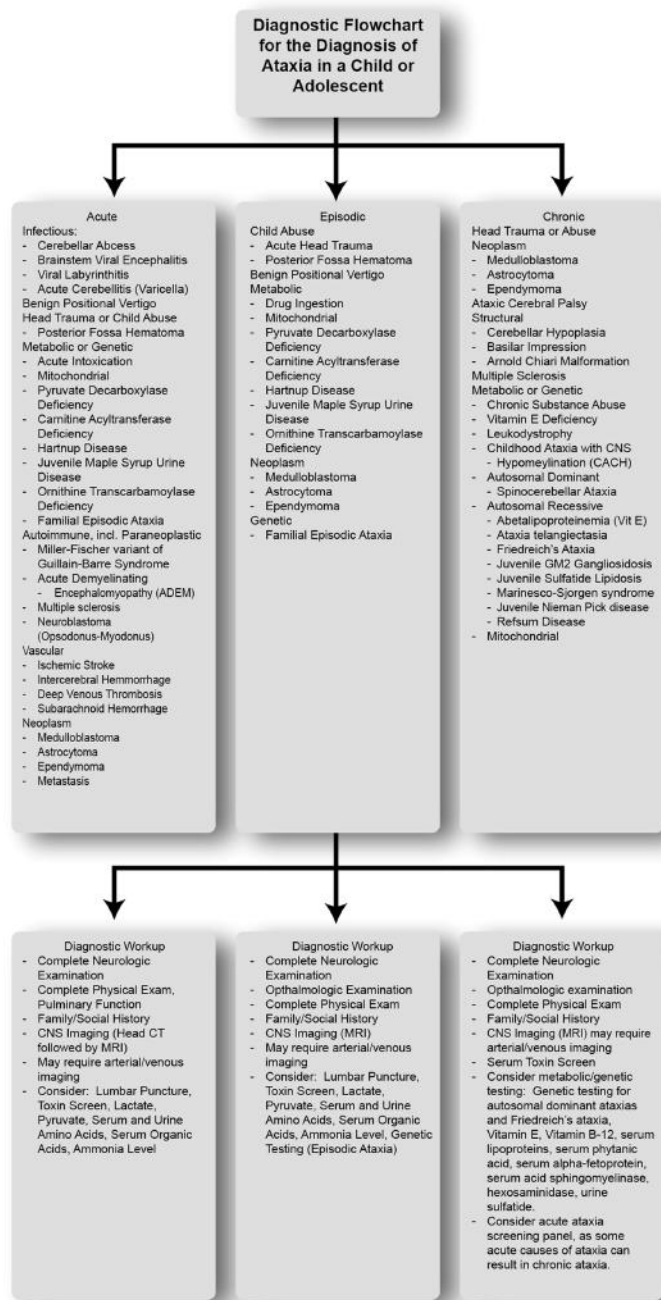 Diagnostic Flowchart
for the Diagnosis of
Ataxia in a Child or
Adolescent
Acute
Infectious:
- Cerebellar Abcess
- Brainstem Viral Encephalitis
- Viral Labyrinthitis
- Acute Cerebellitis (Varicella)
Benign Positional Vertigo
Head Trauma or Child Abuse
- Posterior Fossa Hematoma
Metabolic or Genetic
- Acute Intoxication
- Mitochondrial
- Pyruvate Decarboxylase
Deficiency
- Carnitine Acyltransferase
Deficiency
- Hartnup Disease
- Juvenile Maple Syrup Urine
Disease
- Ornithine Transcarbamoylase
Deficiency
- Familial Episodic Ataxia
Autoimmune, incl. Paraneoplastic
- Miller-Fischer variant of
Guillain-Barre Syndrome
- Acute Demyelinating
- Encephalomyopathy (ADEM)
- Multiple sclerosis
- Neuroblastoma
(Opsodonus-Myodonus)
Vascular
- Ischemic Stroke
- Intercerebral Hemmorrhage
- Deep Venous Thrombosis
- Subarachnoid Hemorrhage
Neoplasm
- Medulloblastoma
- Astrocytoma
- Ependymoma
- Metastasis
Episodic
Child Abuse
- Acute Head Trauma
- Posterior Fossa Hematoma
Benign Positional Vertigo
Metabolic
- Drug Ingestion
- Mitochondrial
- Pyruvate Decarboxylase
Deficiency
- Carnitine Acyltransferase
Deficiency
- Hartnup Disease
- Juvenile Maple Syrup Urine
Disease
- Ornithine Transcarbamoylase
Deficiency
Neoplasm
- Medulloblastoma
- Astrocytoma
- Ependymoma
Genetic
- Familial Episodic Ataxia
Chronic
Head Trauma or Abuse
Neoplasm
- Medulloblastoma
- Astrocytoma
- Ependymoma
Ataxic Cerebral Palsy
Structural
- Cerebellar Hypoplasia
- Basilar Impression
- Arnold Chiari Malformation
Multiple Sclerosis
Metabolic or Genetic
- Chronic Substance Abuse
- Vitamin E Deficiency
- Leukodystrophy
- Childhood Ataxia with CNS
- Hypomeylination (CACH)
- Autosomal Dominant
- Spinocerebellar Ataxia
- Autosomal Recessive
- Abetalipoproteinemia (Vit E)
- Ataxia telangiectasia
- Friedreich's Ataxia
- Juvenile GM2 Gangliosidosis
- Juvenile Sulfatide Lipidosis
- Marinesco-Sjorgen syndrome
- Juvenile Nieman Pick disease
- Refsum Disease
- Mitochondrial
Diagnostic Workup
- Complete Neurologic
Examination
- Complete Physical Exam,
Pulminary Function
- Family/Social History
- CNS Imaging (Head CT
followed by MRI)
- May require arterial/venous
imaging
- Consider: Lumbar Puncture,
Toxin Screen, Lactate,
Pyruvate, Serum and Urine
Amino Acids, Serum Organic
Acids, Ammonia Level
Diagnostic Workup
- Complete Neurologic
Examination
- Opthalmologic Examination
- Complete Physical Exam
- Family/Social History
- CNS Imaging (MRI)
- May require arterial/venous
imaging
- Consider: Lumbar Puncture,
Toxin Screen, Lactate,
Pyruvate, Serum and Urine
Amino Acids, Serum Organic
Acids, Ammonia Level, Genetic
Testing (Episodic Ataxia)
Diagnostic Workup
- Complete Neurologic
Examination
- Opthalmologic examination
- Complete Physical Exam
- Family/Social History
- CNS Imaging (MRI) may require
arterial/venous imaging
- Serum Toxin Screen
- Consider metabolic/genetic
testing: Genetic testing for
autosomal dominant ataxias
and Friedreich's ataxia,
Vitamin E, Vitamin B-12, serum
lipoproteins, serum phytanic
acid, serum alpha-fetoprotein,
serum acid sphingomyelinase,
hexosaminidase, urine
sulfatide.
- Consider acute ataxia
screening panel, as some
acute causes of ataxia can
result in chronic ataxia.